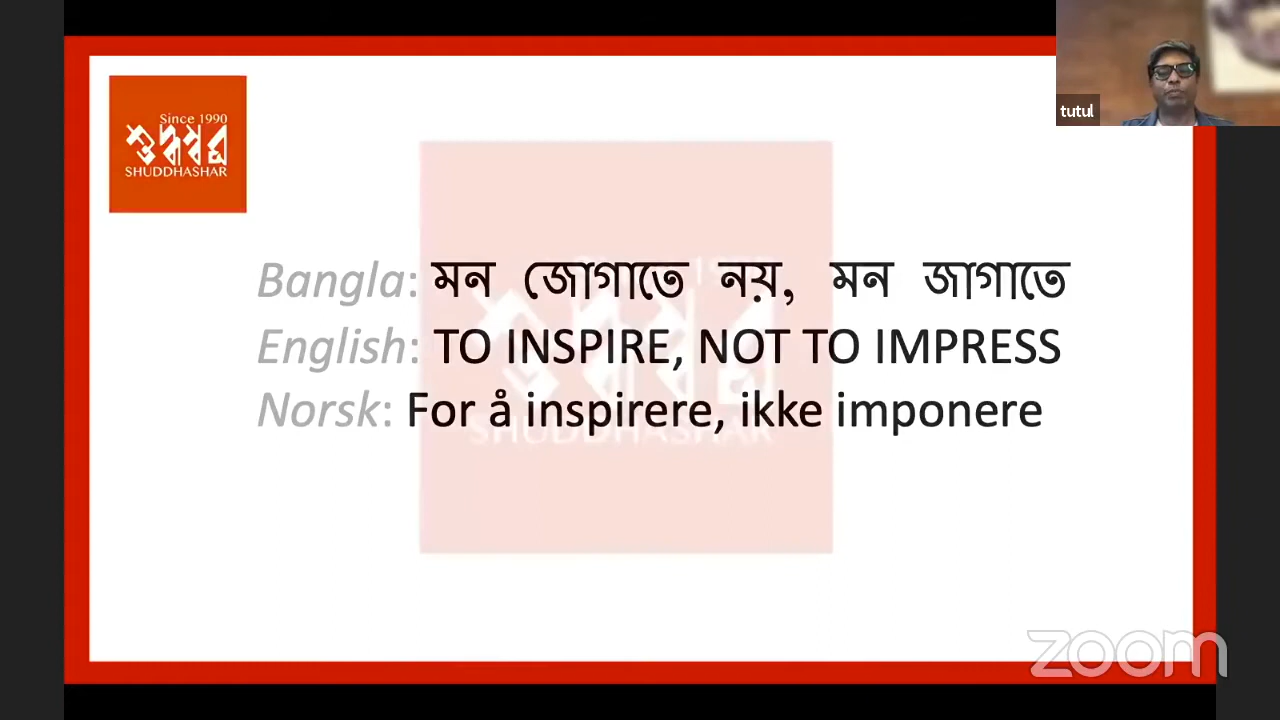 Since 1990
শুদ্ধস্বর
SHUDDHASHAR
tutul
Bangla: মন জোগাতে নয়, মন জাগাতে
English: TO INSPIRE, NOT TO IMPRESS
Norsk: For å inspirere, ikke imponere
SHUDDHASHAR
zoom